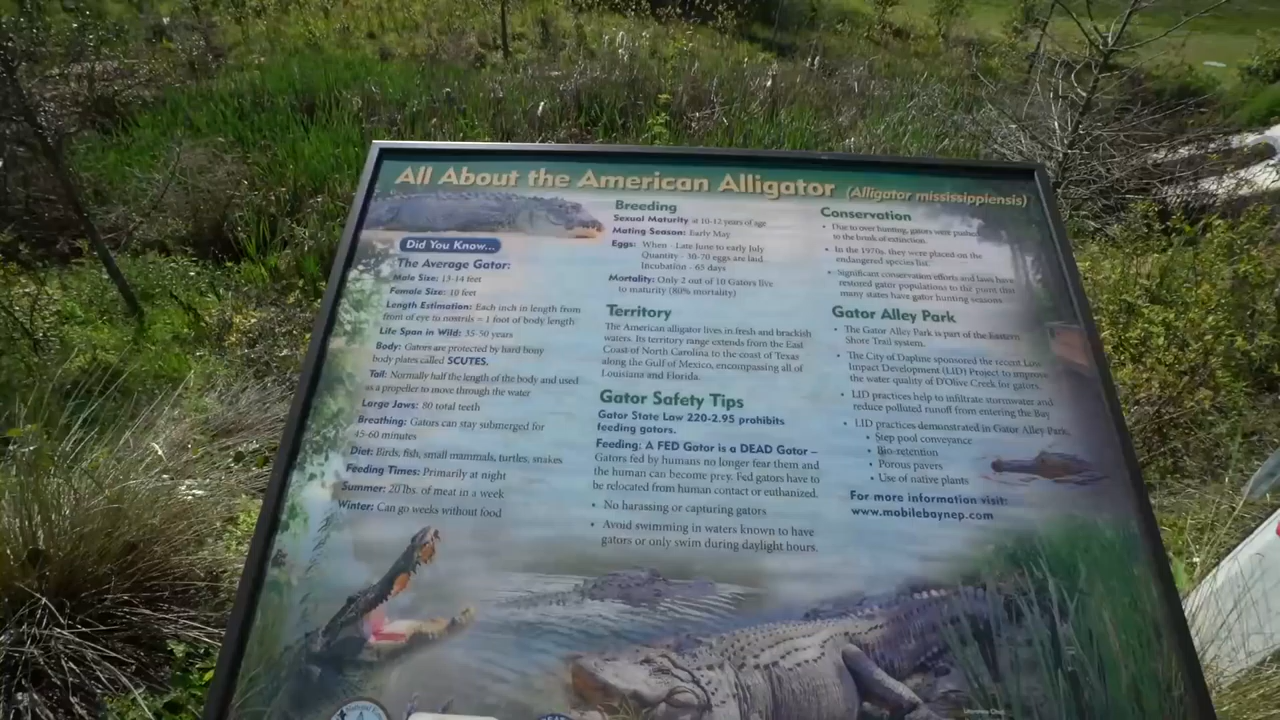 All About the American Alligator (Alligator mississippiensis)
Did You Know...
The Average Gator:
Male Size: 13-14 feet
Female Size: 10 feet
Length Estimation: Each inch in length from
front of eye to nostrils = 1 foot of body length
Life Span in Wild: 35-50 years
Body: Gators are protected by hard bony
body plates called SCUTES.
Tail: Normally half the length of the body and used
as a propeller to move through the water
Large Jaws: 80 total teeth
Breathing: Gators can stay submerged for
45-60 minutes
Diet: Birds, fish, small mammals, turtles, snakes
Feeding Times: Primarily at night
Summer: 20 lbs. of meat in a week
Winter: Can go weeks without food
Breeding
Sexual Maturity at 10-12 years of age
Mating Season: Early May
Eggs: When - Late June to early July
Quantity - 30-70 eggs are laid
Incubation - 65 days
Mortality: Only 2 out of 10 Gators live
to maturity (80% mortality)
Territory
The American alligator lives in fresh and brackish
waters. Its territory range extends from the East
Coast of North Carolina to the coast of Texas
along the Gulf of Mexico, encompassing all of
Louisiana and Florida.
Gator Safety Tips
Gator State Law 220-2.95 prohibits
feeding gators.
Feeding: A FED Gator is a DEAD Gator –
Gators fed by humans no longer fear them and
the human can become prey. Fed gators have to
be relocated from human contact or euthanized.
• No harassing or capturing gators
• Avoid swimming in waters known to have
gators or only swim during daylight hours.
Conservation
• Due to over hunting, gators were pushed
to the brook of extinction.
• In the 1970s, they were placed on the
endangered species list.
• Significant conservation efforts and laws have
restored gator populations to the point that
many states have gator hunting seasons.
Gator Alley Park
• The Gator Alley Park is part of the Eastern
Shore Trail system.
• The City of Daphne sponsored the recent Low
Impact Development (LID) Project to improve
the water quality of D'Olive Creek for gators.
• LID practices help to infiltrate stormwater and
reduce polluted runoff from entering the Bay
• LID practices demonstrated in Gator Alley Park.
• Step pool conveyance
• Bio-retention
• Porous pavers
• Use of native plants
For more information visit:
www.mobilebaynep.com